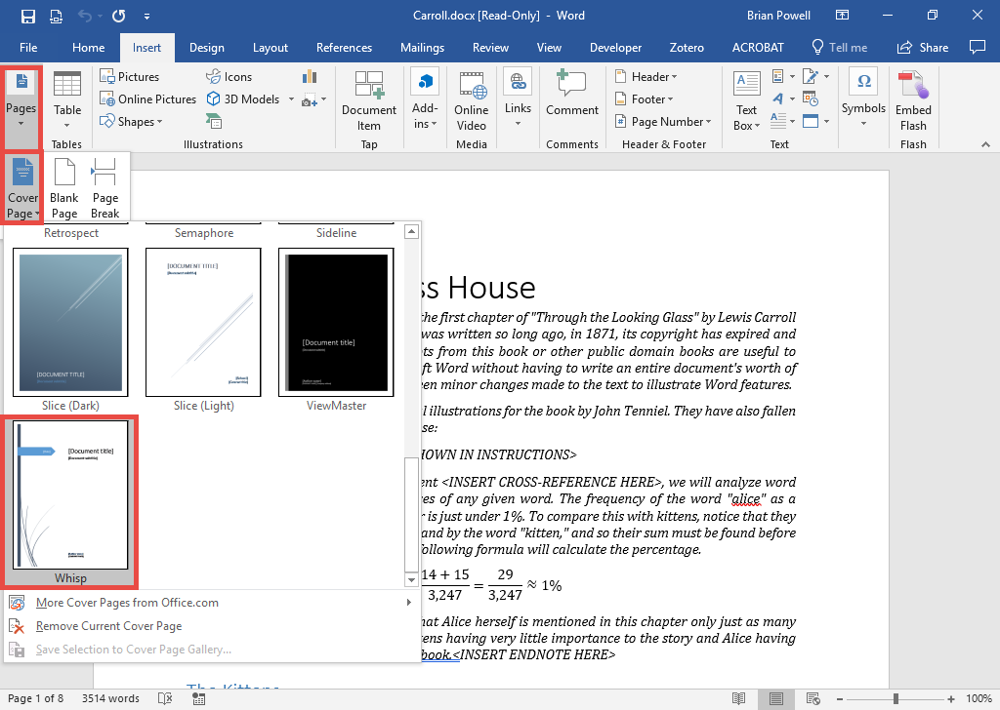 Carroll.docx [Read-Only] - Word
Brian Powell
File Home Insert Design Layout References Mailings Review View Developer Zotero ACROBAT Tell me Share
Pages
Table
Tables
Pictures
Online Pictures
Shapes
Icons
3D Models
Illustrations
Document
Item
Tap
Add-
ins
Online
Video
Media
Links
Comment
Comments
Header
Footer
Page Number
Header & Footer
Text
Box
Text
Symbols
Embed
Flash
Flash
Cover
Page
Blank
Page
Page
Break
Retrospect Semaphore Sideline
[DOCUMENT TITLE]
[DOCUMENT TITLE]
[Document subtitle]
[Document title]
Slice (Dark) Slice (Light) ViewMaster
[Document title]
[Document subtitle]
Whisp
More Cover Pages from Office.com
Remove Current Cover Page
Save Selection to Cover Page Gallery...
ss House
the first chapter of "Through the Looking Glass" by Lewis Carroll
was written so long ago, in 1871, its copyright has expired and
ts from this book or other public domain books are useful to
ft Word without having to write an entire document's worth of
en minor changes made to the text to illustrate Word features.
l illustrations for the book by John Tenniel. They have also fallen
se:
HOWN IN INSTRUCTIONS>
ent <INSERT CROSS-REFERENCE HERE>, we will analyze word
es of any given word. The frequency of the word "alice" as a
r is just under 1%. To compare this with kittens, notice that they
and by the word "kitten," and so their sum must be found before
following formula will calculate the percentage.
14 + 15
3,247
=
29
3,247
≈ 1%
hat Alice herself is mentioned in this chapter only just as many
tens having very little importance to the story and Alice having
book.<INSERT ENDNOTE HERE>
The Kittens
Page 1 of 8 3514 words 100%